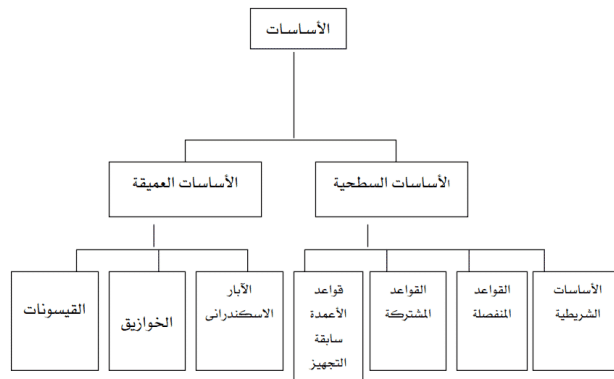 الأساسات
الأساسات السطحية
الأساسات العميقة
الأساسات
الشريطية
القواعد
المنفصلة
القواعد
المشتركة
قواعد
الأعمدة
سابقة
التجهيز
الآبار
الاسكندرانى
الخوازيق
القيسونات